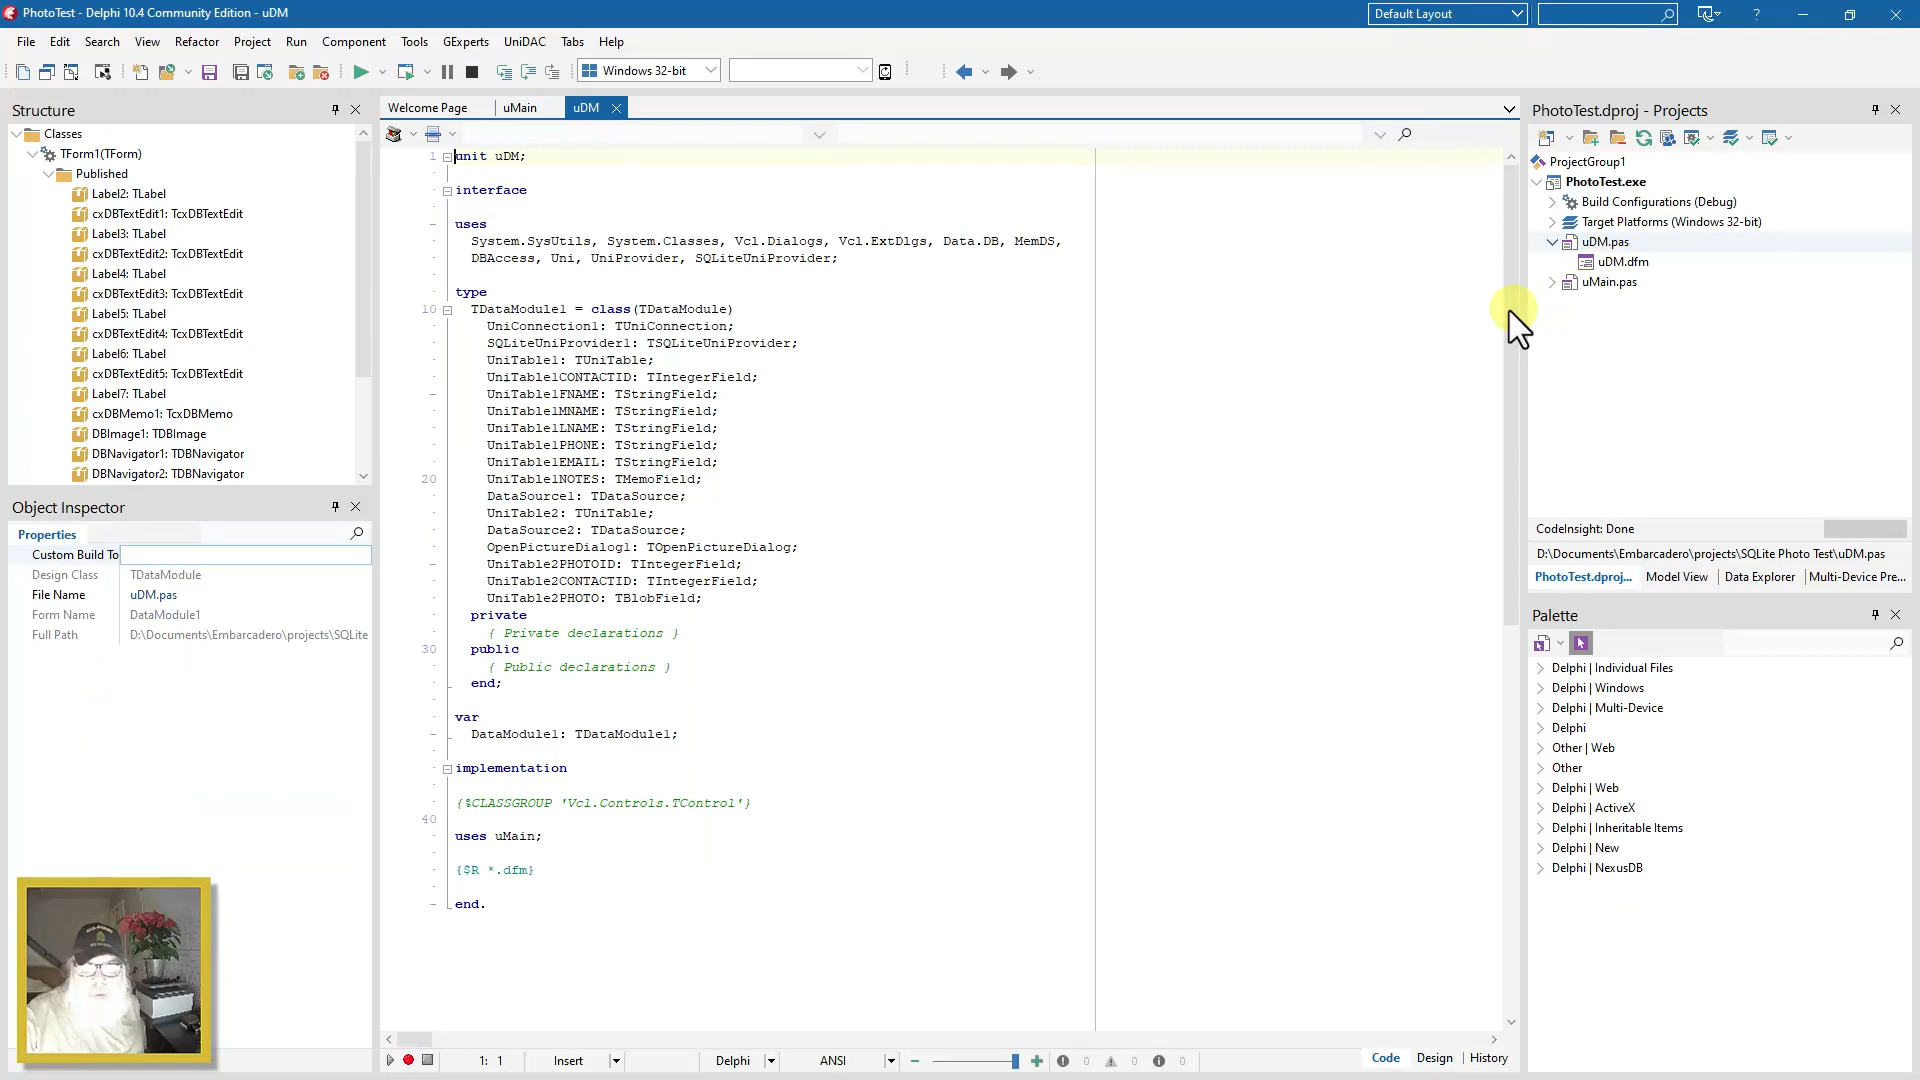 PhotoTest - Delphi 10.4 Community Edition - uDM
Default Layout
?
File Edit Search View Refactor Project Run Component Tools GExperts UniDAC Tabs Help
Windows 32-bit
Structure
Classes
TForm1(TForm)
Published
Label2: TLabel
cxDBTextEdit1: TcxDBTextEdit
Label3: TLabel
cxDBTextEdit2: TcxDBTextEdit
Label4: TLabel
cxDBTextEdit3: TcxDBTextEdit
Label5: TLabel
cxDBTextEdit4: TcxDBTextEdit
Label6: TLabel
cxDBTextEdit5: TcxDBTextEdit
Label7: TLabel
cxDBMemo1: TcxDBMemo
DBImage1: TDBImage
DBNavigator1: TDBNavigator
DBNavigator2: TDBNavigator
Object Inspector
Properties
Custom Build To
Design Class TDataModule
File Name uDM.pas
Form Name DataModule1
Full Path D:\Documents\Embarcadero\projects\SQLite
Welcome Page uMain uDM
1 unit uDM;
interface
uses
System.SysUtils, System.Classes, Vcl.Dialogs, Vcl.ExtDlgs, Data.DB, MemDS,
DBAccess, Uni, UniProvider, SQLiteUniProvider;
type
10 TDataModule1 = class(TDataModule)
UniConnection1: TUniConnection;
SQLiteUniProvider1: TSQLiteUniProvider;
UniTable1: TUniTable;
UniTable1CONTACTID: TIntegerField;
UniTable1FNAME: TStringField;
UniTable1MNAME: TStringField;
UniTable1LNAME: TStringField;
UniTable1PHONE: TStringField;
UniTable1EMAIL: TStringField;
20 UniTable1NOTES: TMemoField;
DataSource1: TDataSource;
UniTable2: TUniTable;
DataSource2: TDataSource;
OpenPictureDialog1: TOpenPictureDialog;
UniTable2PHOTOID: TIntegerField;
UniTable2CONTACTID: TIntegerField;
UniTable2PHOTO: TBlobField;
private
{ Private declarations }
30 public
{ Public declarations }
end;
var
DataModule1: TDataModule1;
implementation
{%CLASSGROUP 'Vcl.Controls.TControl'}
40
uses uMain;
{$R *.dfm}
end.
1: 1 Insert Delphi ANSI 0 0 0 Code Design History
PhotoTest.dproj - Projects
ProjectGroup1
PhotoTest.exe
Build Configurations (Debug)
Target Platforms (Windows 32-bit)
uDM.pas
uDM.dfm
uMain.pas
CodeInsight: Done
D:\Documents\Embarcadero\projects\SQLite Photo Test\uDM.pas
PhotoTest.dproj... Model View Data Explorer Multi-Device Pre...
Palette
Delphi | Individual Files
Delphi | Windows
Delphi | Multi-Device
Delphi
Other | Web
Other
Delphi | Web
Delphi | ActiveX
Delphi | Inheritable Items
Delphi | New
Delphi | NexusDB